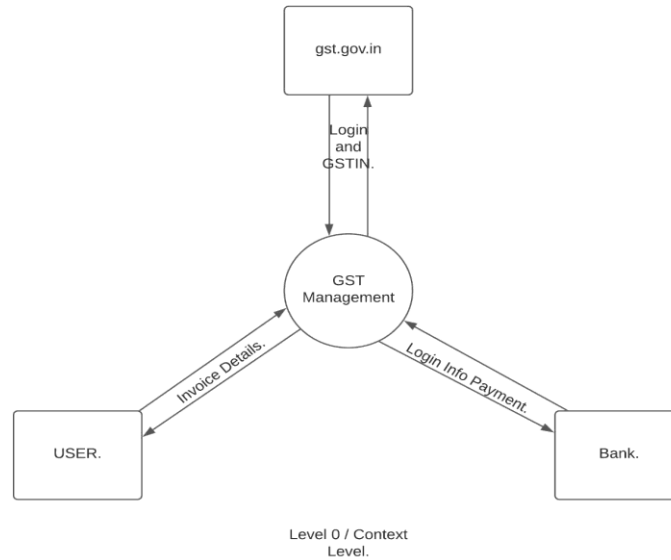 gst.gov.in
Login
and
GSTIN.
GST
Management
Invoice Details.
Login Info Payment.
USER.
Bank.
Level 0 / Context
Level.